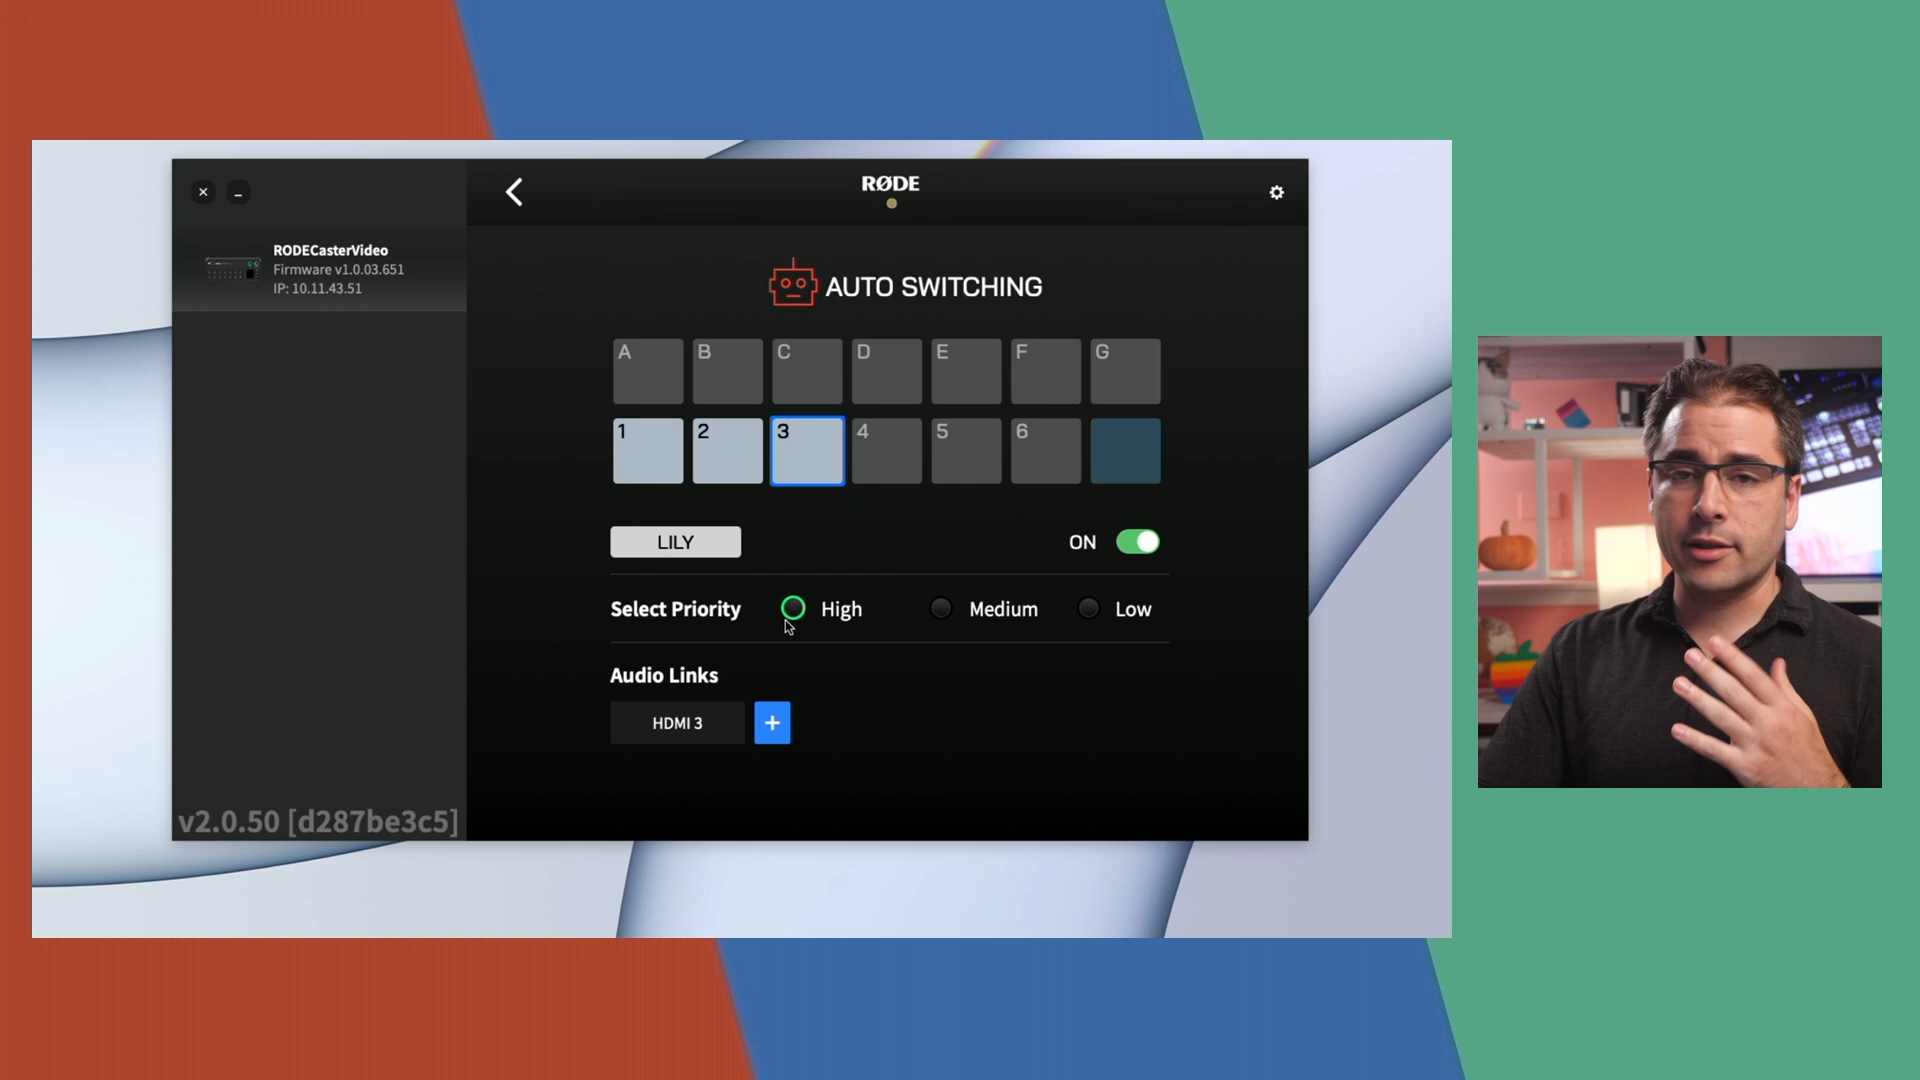 RØDE
RODECasterVideo
Firmware v1.0.03.651
IP: 10.11.43.51
AUTO SWITCHING
A B C D E F G
1 2 3 4 5 6
LILY
ON
Select Priority High Medium Low
Audio Links
HDMI 3 +
v2.0.50 [d287be3c5]